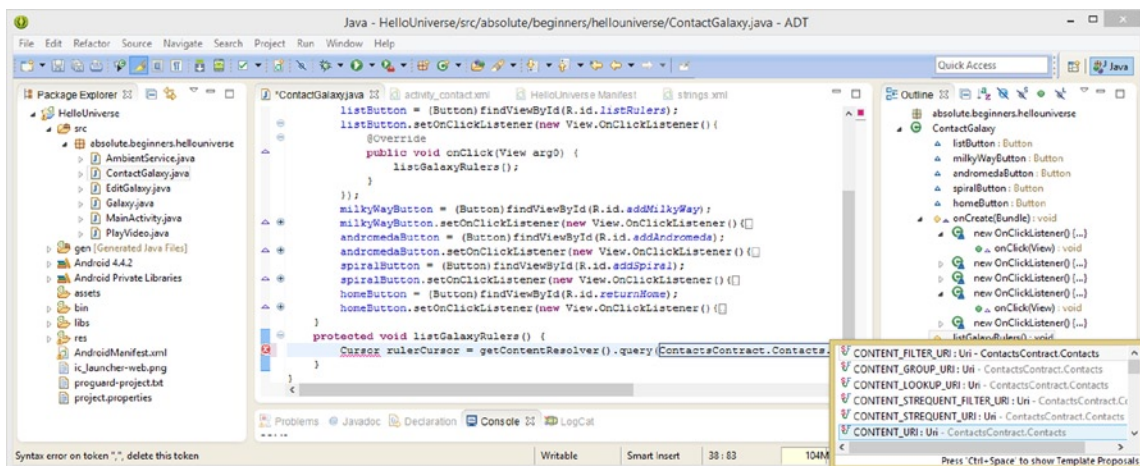 Java - HelloUniverse/src/absolute/beginners/hellouniverse/ContactGalaxy.java - ADT
File Edit Refactor Source Navigate Search Project Run Window Help
Quick Access
Java
Package Explorer
HelloUniverse
src
absolute.beginners.hellouniverse
AmbientService.java
ContactGalaxy.java
EditGalaxy.java
Galaxy.java
MainActivity.java
PlayVideo.java
gen [Generated Java Files]
Android 4.4.2
Android Private Libraries
assets
bin
libs
res
AndroidManifest.xml
ic_launcher-web.png
proguard-project.txt
project.properties
*ContactGalaxy.java
activity_contact.xml
HelloUniverse Manifest
strings.xml
listButton = (Button)findViewById(R.id.listRulers);
listButton.setOnClickListener(new View.OnClickListener(){
@Override
public void onClick(View arg0) {
listGalaxyRulers();
}
});
milkyWayButton = (Button)findViewById(R.id.addMilkyWay);
milkyWayButton.setOnClickListener(new View.OnClickListener(){
andromedaButton = (Button)findViewById(R.id.addAndromeda);
andromedaButton.setOnClickListener(new View.OnClickListener(){
spiralButton = (Button)findViewById(R.id.addSpiral);
spiralButton.setOnClickListener(new View.OnClickListener(){
homeButton = (Button)findViewById(R.id.returnHome);
homeButton.setOnClickListener(new View.OnClickListener(){
}
protected void listGalaxyRulers() {
Cursor rulerCursor = getContentResolver().query(ContactsContract.Contacts.
}
}
Problems @ Javadoc Declaration Console LogCat
Outline
absolute.beginners.hellouniverse
ContactGalaxy
listButton : Button
milkyWayButton : Button
andromedaButton : Button
spiralButton : Button
homeButton : Button
onCreate(Bundle) : void
new OnClickListener() {...}
onClick(View) : void
new OnClickListener() {...}
new OnClickListener() {...}
new OnClickListener() {...}
onClick(View) : void
new OnClickListener() {...}
listGalaxyRulers() : void
CONTENT_FILTER_URI : Uri - ContactsContract.Contacts
CONTENT_GROUP_URI : Uri - ContactsContract.Contacts
CONTENT_LOOKUP_URI : Uri - ContactsContract.Contacts
CONTENT_STREQUENT_FILTER_URI : Uri - ContactsContract.Co
CONTENT_STREQUENT_URI : Uri - ContactsContract.Contacts
CONTENT_URI : Uri - ContactsContract.Contacts
Press 'Ctrl+Space' to show Template Proposals
Syntax error on token ".", delete this token
Writable
Smart Insert
38 : 83
104M